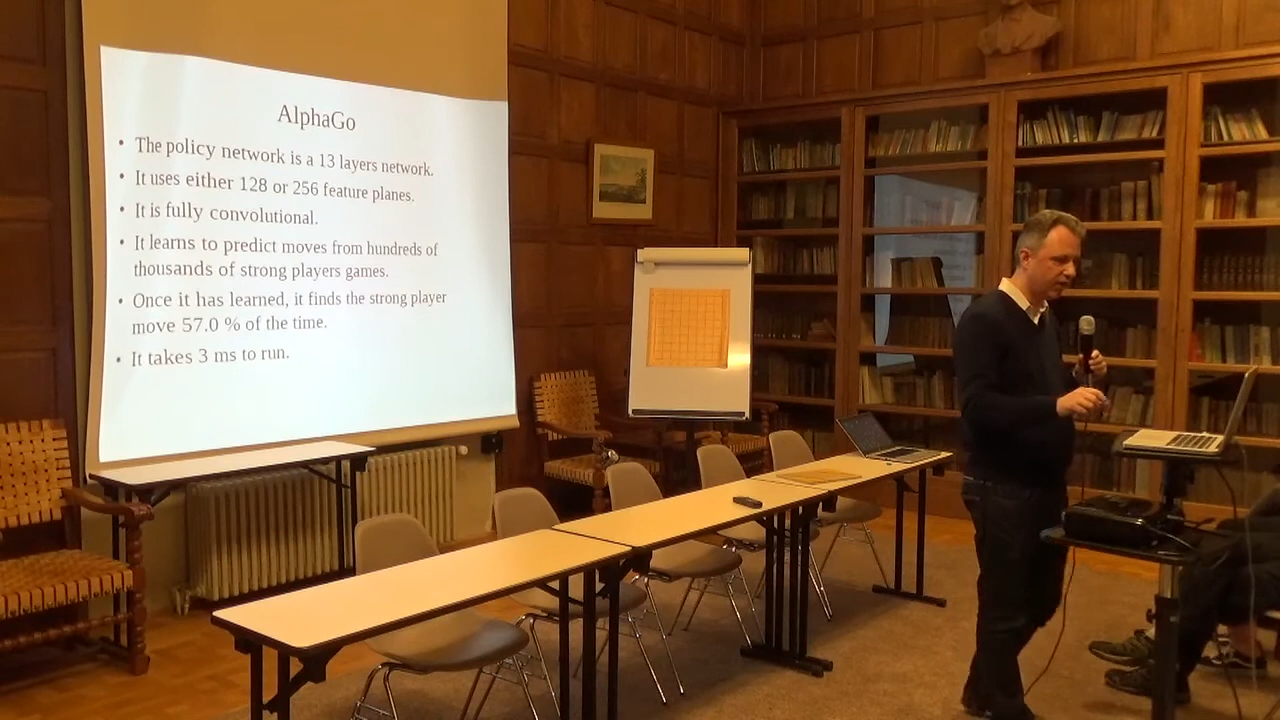 AlphaGo
• The policy network is a 13 layers network.
• It uses either 128 or 256 feature planes.
• It is fully convolutional.
• It learns to predict moves from hundreds of
thousands of strong players games.
• Once it has learned, it finds the strong player
move 57.0 % of the time.
• It takes 3 ms to run.